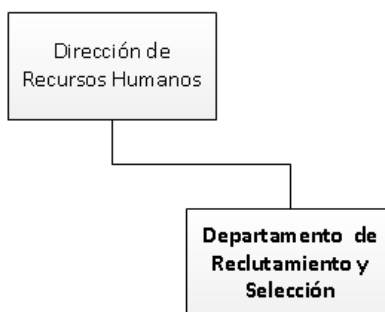 Dirección de
Recursos Humanos
Departamento de
Reclutamiento y
Selección